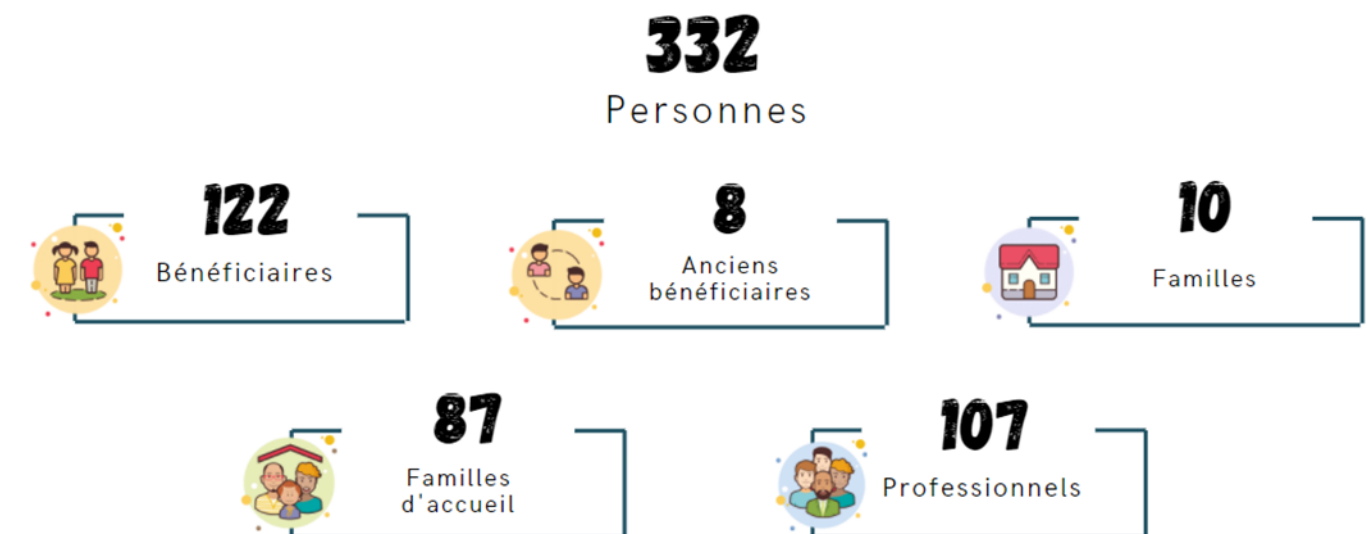 332
Personnes
122
Bénéficiaires
8
Anciens
bénéficiaires
10
Familles
87
Familles
d'accueil
107
Professionnels